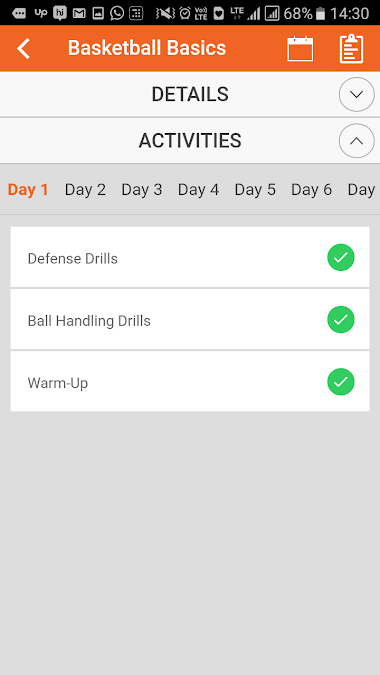 up hi Vo)) LTE LTE 68% 14:30
Basketball Basics
DETAILS
ACTIVITIES
Day 1 Day 2 Day 3 Day 4 Day 5 Day 6 Day
Defense Drills
Ball Handling Drills
Warm-Up